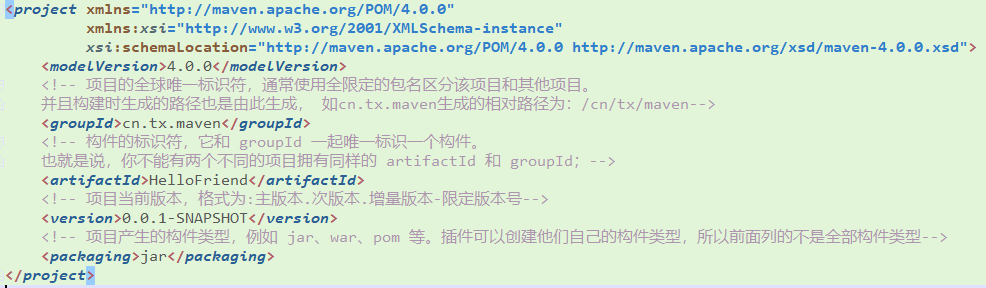 <project xmlns="http://maven.apache.org/POM/4.0.0"
xmlns:xsi="http://www.w3.org/2001/XMLSchema-instance"
xsi:schemaLocation="http://maven.apache.org/POM/4.0.0 http://maven.apache.org/xsd/maven-4.0.0.xsd">
<modelVersion>4.0.0</modelVersion>
<!-- 项目的全球唯一标识符，通常使用全限定的包名区分该项目和其他项目。
并且构建时生成的路径也是由此生成， 如cn.tx.maven生成的相对路径为：/cn/tx/maven-->
<groupId>cn.tx.maven</groupId>
<!-- 构件的标识符，它和 groupId 一起唯一标识一个构件。
也就是说，你不能有两个不同的项目拥有同样的 artifactId 和 groupId；-->
<artifactId>HelloFriend</artifactId>
<!-- 项目当前版本，格式为:主版本.次版本.增量版本-限定版本号-->
<version>0.0.1-SNAPSHOT</version>
<!-- 项目产生的构件类型，例如 jar、war、pom 等。插件可以创建他们自己的构件类型，所以前面列的不是全部构件类型-->
<packaging>jar</packaging>
</project>